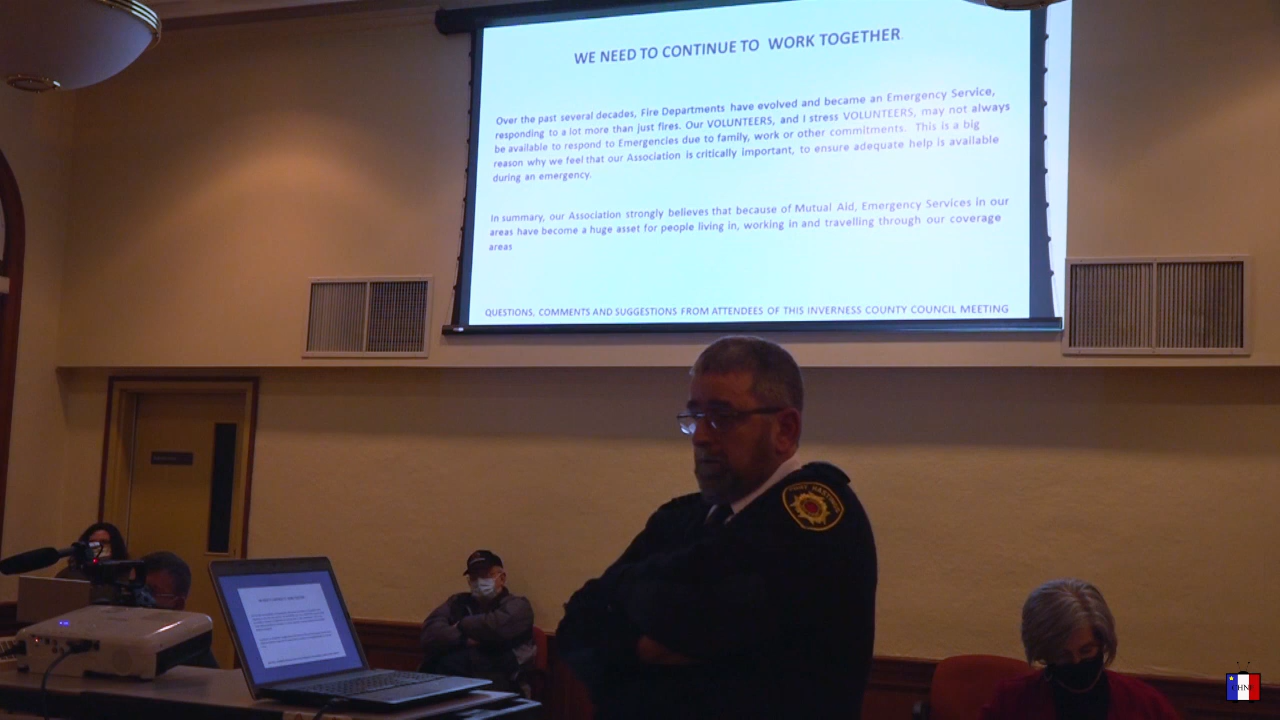 WE NEED TO CONTINUE TO WORK TOGETHER
Over the past several decades, Fire Departments have evolved and became an Emergency Service,
responding to a lot more than just fires. Our VOLUNTEERS, and I stress VOLUNTEERS, may not always
be available to respond to Emergencies due to family, work or other commitments. This is a big
reason why we feel that our Association is critically important, to ensure adequate help is available
during an emergency.
In summary, our Association strongly believes that because of Mutual Aid, Emergency Services in our
areas have become a huge asset for people living in, working in and travelling through our coverage
areas
QUESTIONS, COMMENTS AND SUGGESTIONS FROM ATTENDEES OF THIS INVERNESS COUNTY COUNCIL MEETING